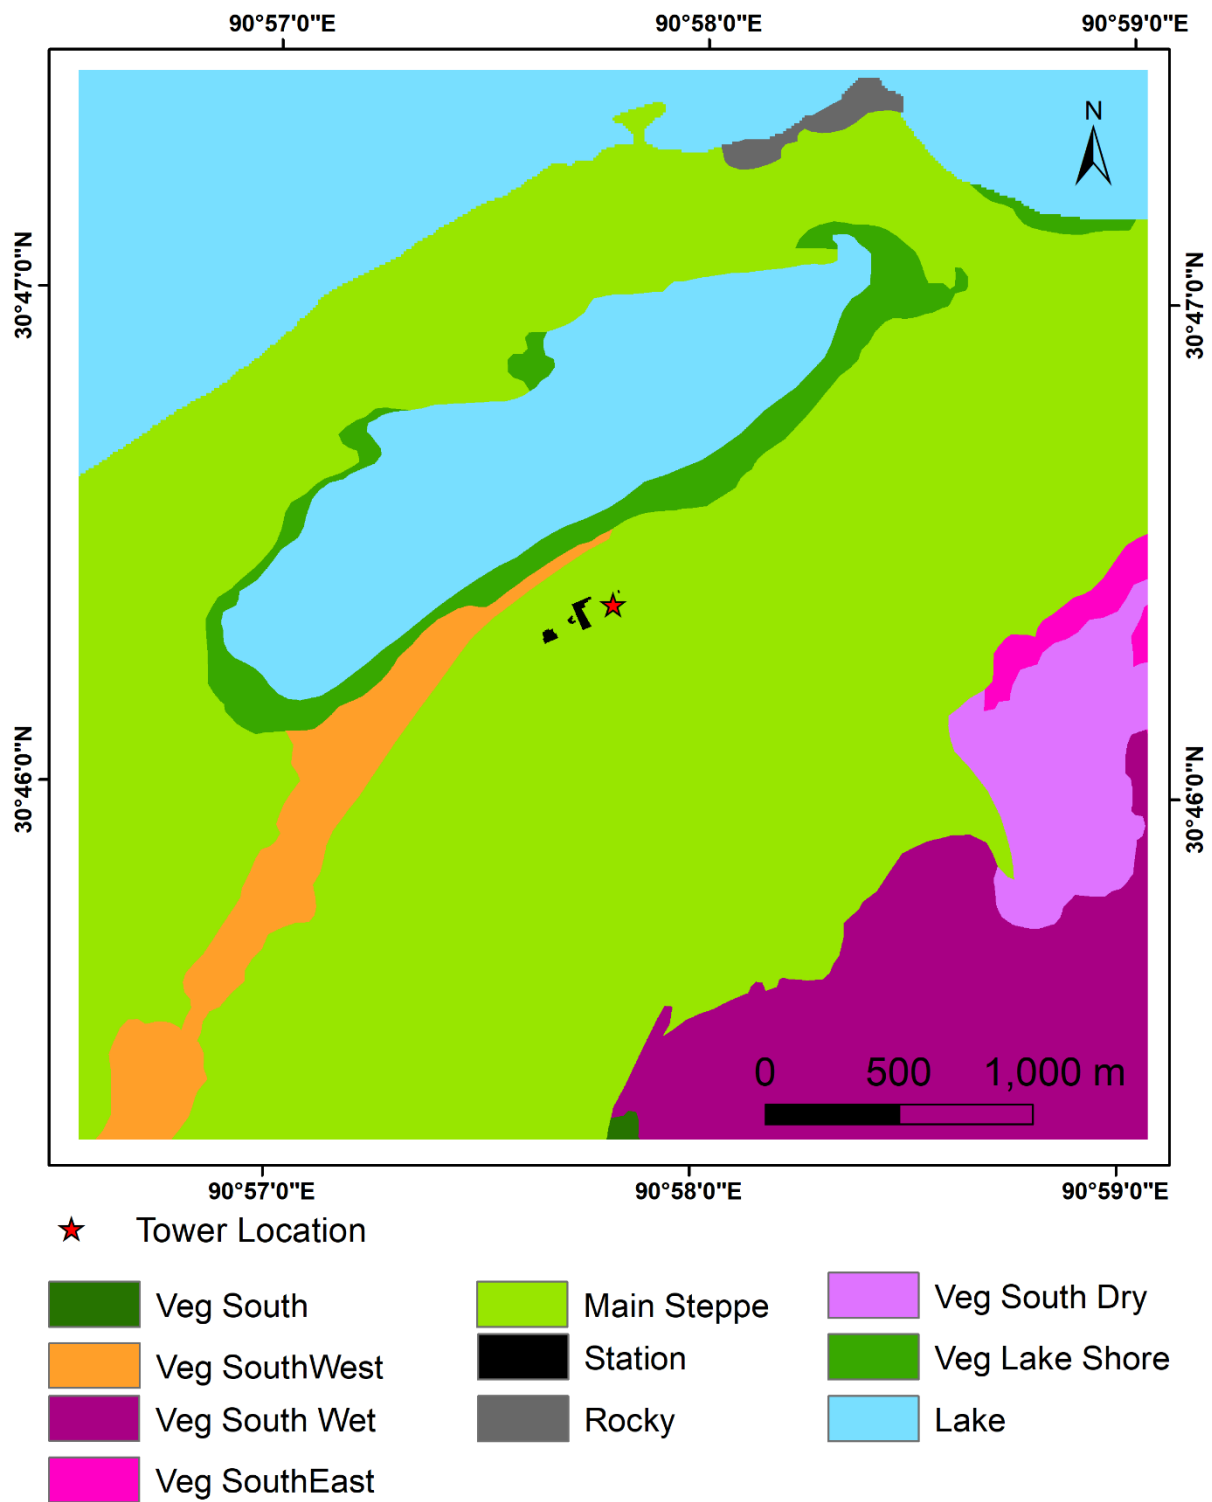 90°57'0"E 90°58'0"E 90°59'0"E
N
30°47'0"N 30°47'0"N
30°46'0"N 30°46'0"N
0 500 1,000 m
90°57'0"E 90°58'0"E 90°59'0"E
Tower Location
Veg South
Veg SouthWest
Veg South Wet
Veg SouthEast
Main Steppe
Station
Rocky
Veg South Dry
Veg Lake Shore
Lake